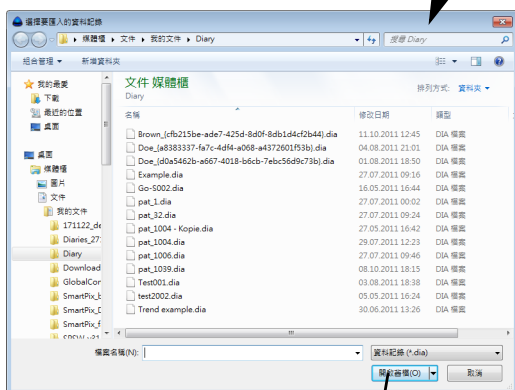 選擇要匯入的資料記錄
媒體櫃 ▸ 文件 ▸ 我的文件 ▸ Diary
搜尋 Diary
組合管理 新增資料夾
我的最愛
下載
最近的位置
桌面
桌面
媒體櫃
圖片
文件
我的文件
171122_de
Diaries_27
Diary
Download
GlobalCor
SmartPix_b
SmartPix_D
SmartPix_f
文件 媒體櫃
Diary
排列方式: 資料夾
名稱 修改日期 類型
Brown_(cfb215be-ade7-425d-8d0f-8db1d4cf2b44).dia 11.10.2011 12:45 DIA 檔案
Doe_(a8383337-fa7c-4df4-a068-a4372601f53b).dia 04.08.2011 21:01 DIA 檔案
Doe_(d0a5462b-a667-4018-b6cb-7ebc56d9c73b).dia 01.08.2011 18:50 DIA 檔案
Example.dia 27.07.2011 09:16 DIA 檔案
Go-S002.dia 16.05.2011 16:44 DIA 檔案
pat_1.dia 27.07.2011 00:02 DIA 檔案
pat_32.dia 27.07.2011 09:24 DIA 檔案
pat_1004 - Kopie.dia 27.05.2011 16:42 DIA 檔案
pat_1004.dia 29.07.2011 12:23 DIA 檔案
pat_1006.dia 27.07.2011 09:46 DIA 檔案
pat_1039.dia 08.10.2011 18:15 DIA 檔案
Test001.dia 03.08.2011 18:38 DIA 檔案
test2002.dia 05.05.2011 16:24 DIA 檔案
Trend example.dia 30.06.2011 13:26 DIA 檔案
檔案名稱(N):
資料記錄 (*.dia)
開啟舊檔(O) 取消